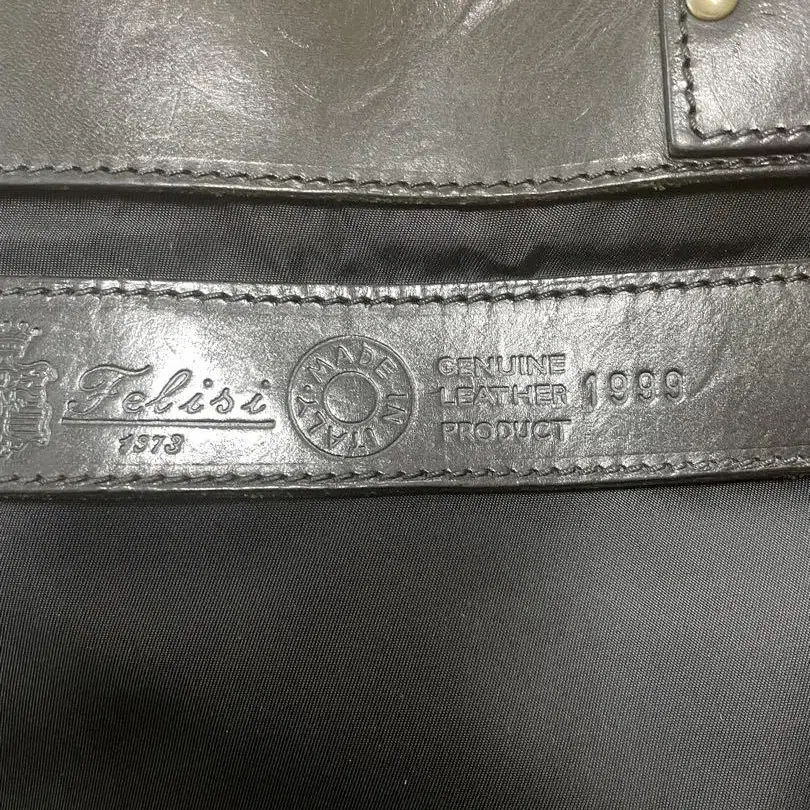 Felisi
1973
MADE IN ITALY
GENUINE
LEATHER
PRODUCT
1999